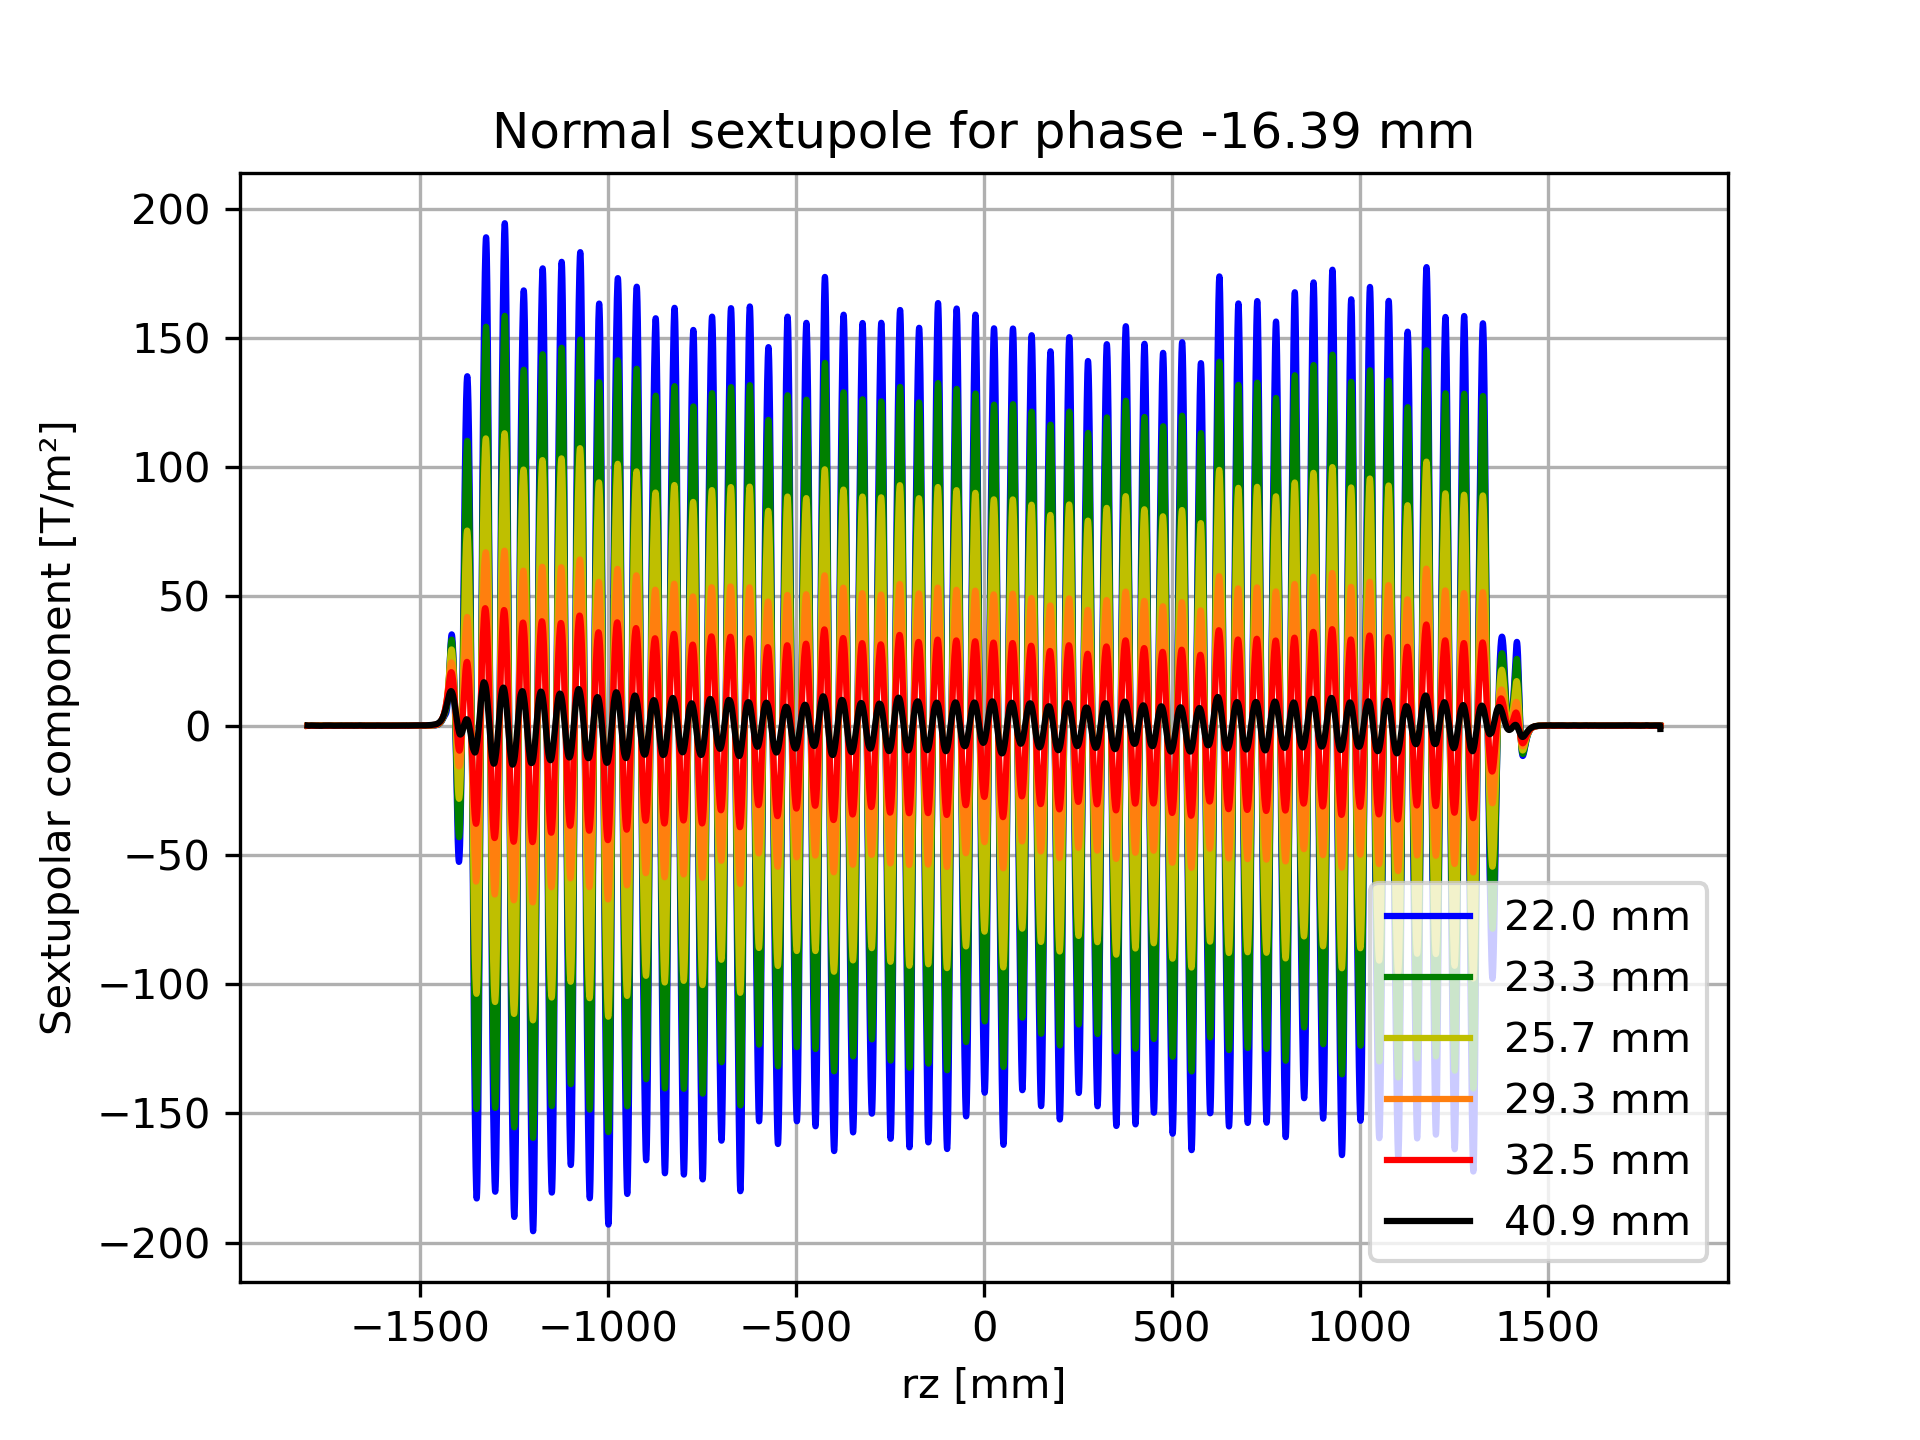 Normal sextupole for phase -16.39 mm
Sextupolar component [T/m²]
200
150
100
50
0
−50
−100
−150
−200
22.0 mm
23.3 mm
25.7 mm
29.3 mm
32.5 mm
40.9 mm
−1500 −1000 −500 0 500 1000 1500
rz [mm]